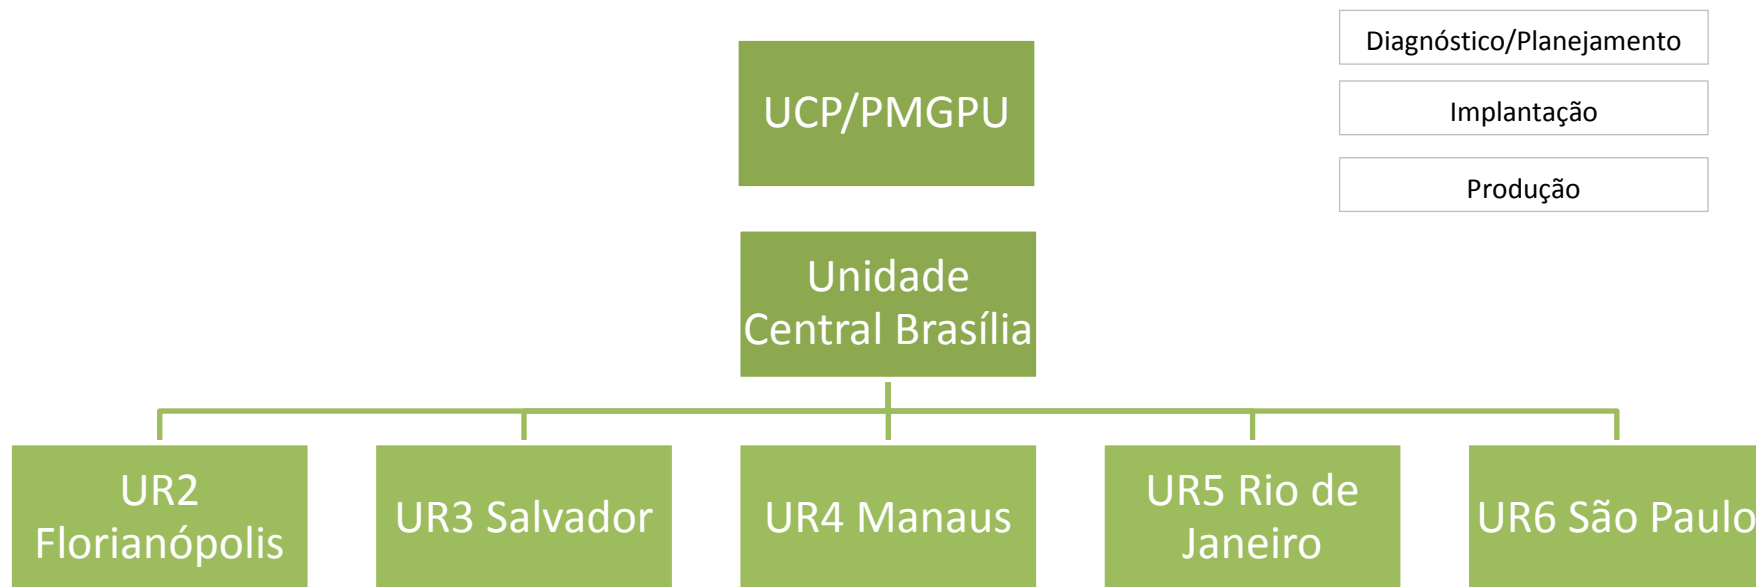 UCP/PMGPU
Diagnóstico/Planejamento
Implantação
Produção
Unidade
Central Brasília
UR2
Florianópolis
UR3 Salvador
UR4 Manaus
UR5 Rio de
Janeiro
UR6 São Paulo